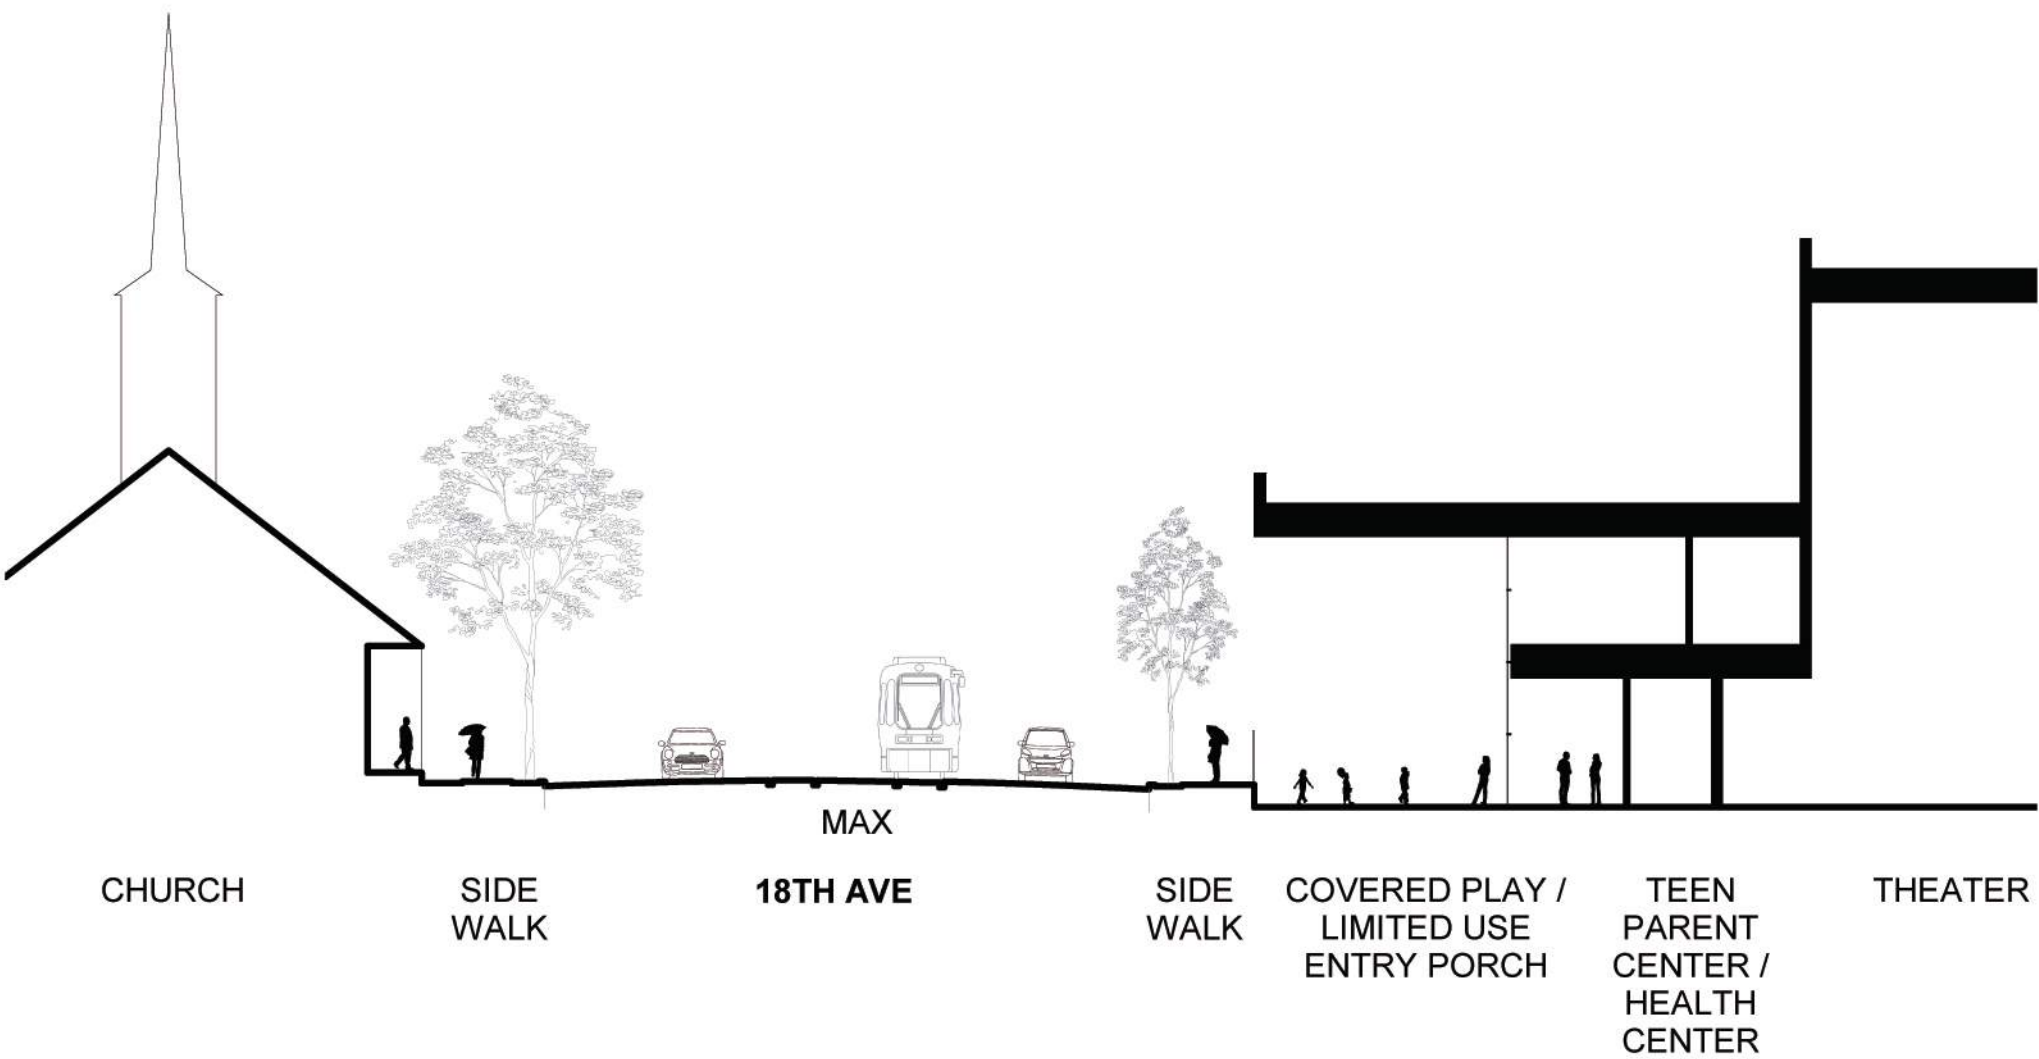 MAX
CHURCH
SIDE
WALK
18TH AVE
SIDE
WALK
COVERED PLAY /
LIMITED USE
ENTRY PORCH
TEEN
PARENT
CENTER /
HEALTH
CENTER
THEATER